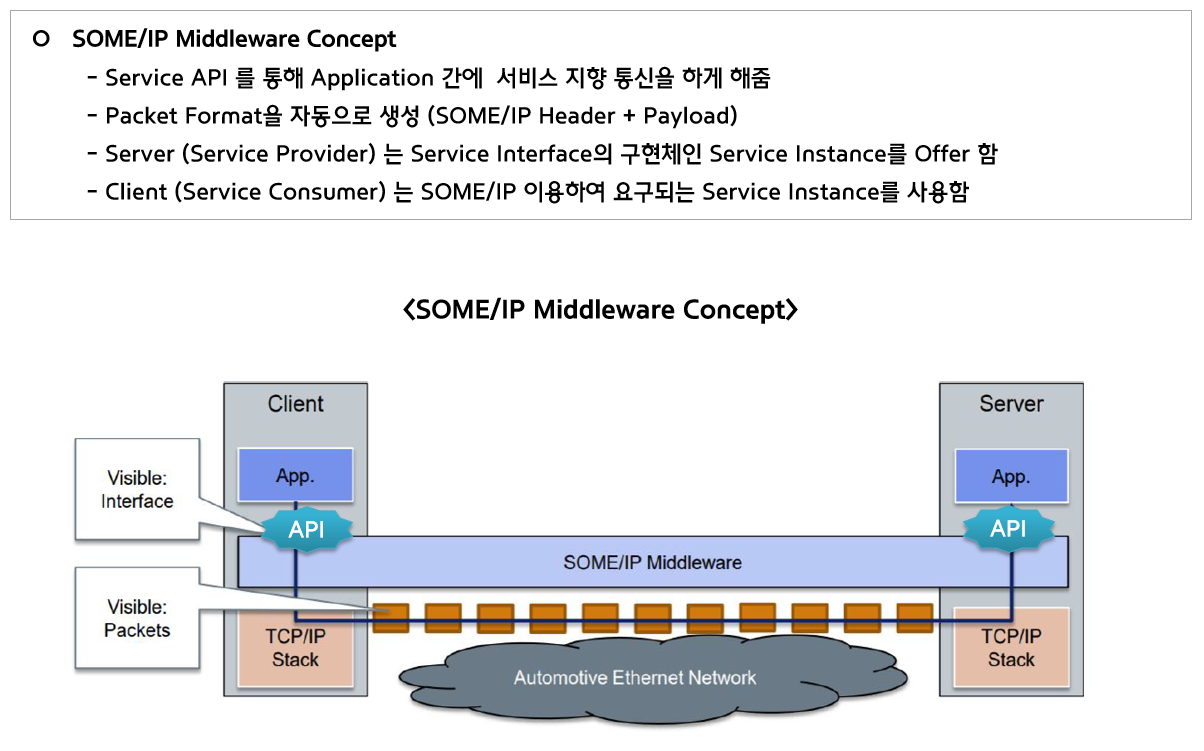 O SOME/IP Middleware Concept
- Service API 를 통해 Application 간에 서비스 지향 통신을 하게 해줌
- Packet Format을 자동으로 생성 (SOME/IP Header + Payload)
- Server (Service Provider) 는 Service Interface의 구현체인 Service Instance를 Offer 함
- Client (Service Consumer) 는 SOME/IP 이용하여 요구되는 Service Instance를 사용함
<SOME/IP Middleware Concept>
Client
Server
Visible:
Interface
App.
App.
API
API
SOME/IP Middleware
Visible:
Packets
TCP/IP
Stack
TCP/IP
Stack
Automotive Ethernet Network